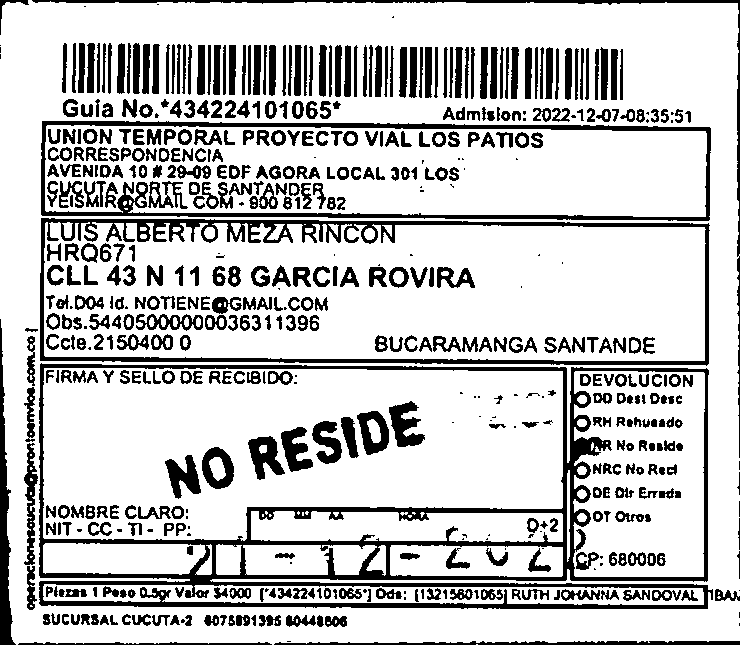 Guia No.*434224101065*
Admision: 2022-12-07-08:35:51
UNION TEMPORAL PROYECTO VIAL LOS PATIOS
CORRESPONDENCIA
AVENIDA 10 # 29-09 EDF AGORA LOCAL 301 LOS
CUCUTA NORTE DE SANTANDER
YEISMIR@GMAIL COM - 900 812 782
LUIS ALBERTO MEZA RINCON
HRQ671
CLL 43 N 11 68 GARCIA ROVIRA
Tel.D04 Id. NOTIENE@GMAIL.COM
Obs.54405000000036311396
Ccte.2150400 0
BUCARAMANGA SANTANDE
operacionescucuta@prontoenvios.com.co
FIRMA Y SELLO DE RECIBIDO:
NO RESIDE
NOMBRE CLARO:
NIT - CC - TI - PP:
DD MM AA HORA
D+2
21-12-202
DEVOLUCION
DD Dest Desc
RH Rehusado
NR No Reside
NRC No Recl
DE Dir Errada
OT Otros
CP: 680006
Piezas 1 Peso 0.5gr Valor $4000 [*434224101065*] Ods: [13215601065] RUTH JOHANNA SANDOVAL TIBAM
SUCURSAL CUCUTA-2 6075891395 60448606